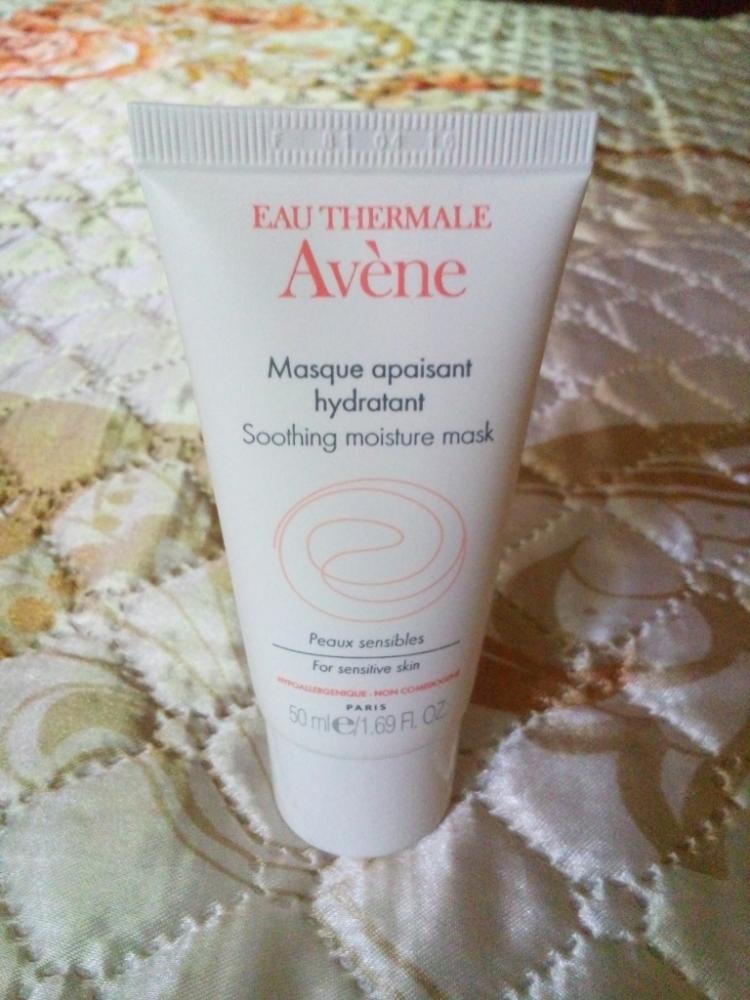 EAU THERMALE
Avène
Masque apaisant
hydratant
Soothing moisture mask
Peaux sensibles
For sensitive skin
HYPOALLERGENIQUE - NON COMEDOGENE
PARIS
50 ml e/1.69 Fl. OZ